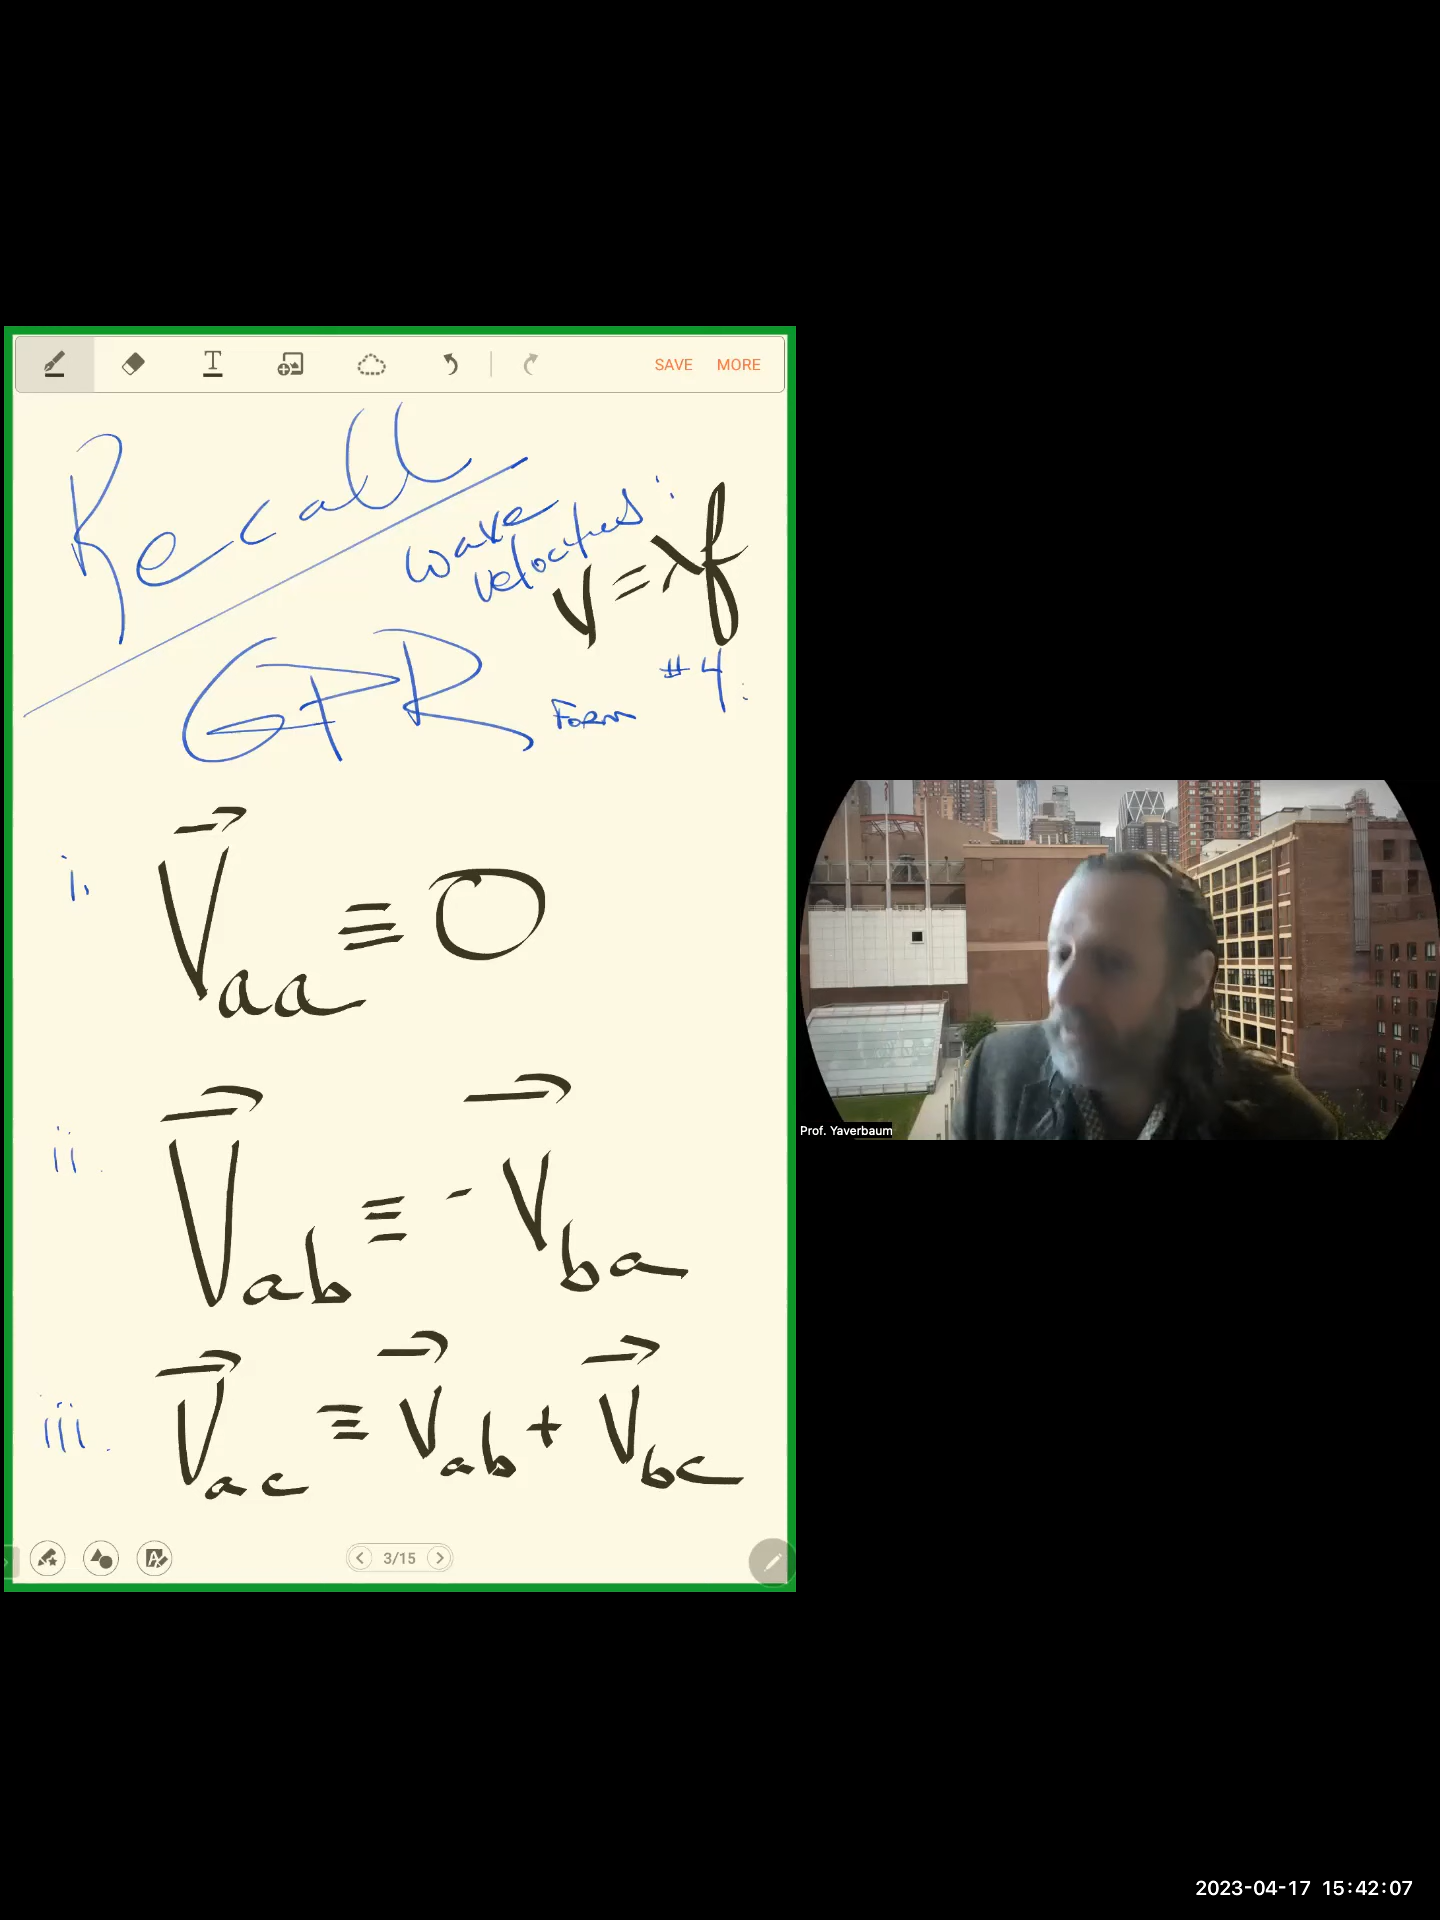 SAVE MORE
Recall
wave
velocities:
v = λf
GPR Form #4:
i. V⃗aa ≡ 0
ii. V⃗ab ≡ - V⃗ba
iii. V⃗ac ≡ V⃗ab + V⃗bc
3/15
Prof. Yaverbaum
2023-04-17 15:42:07